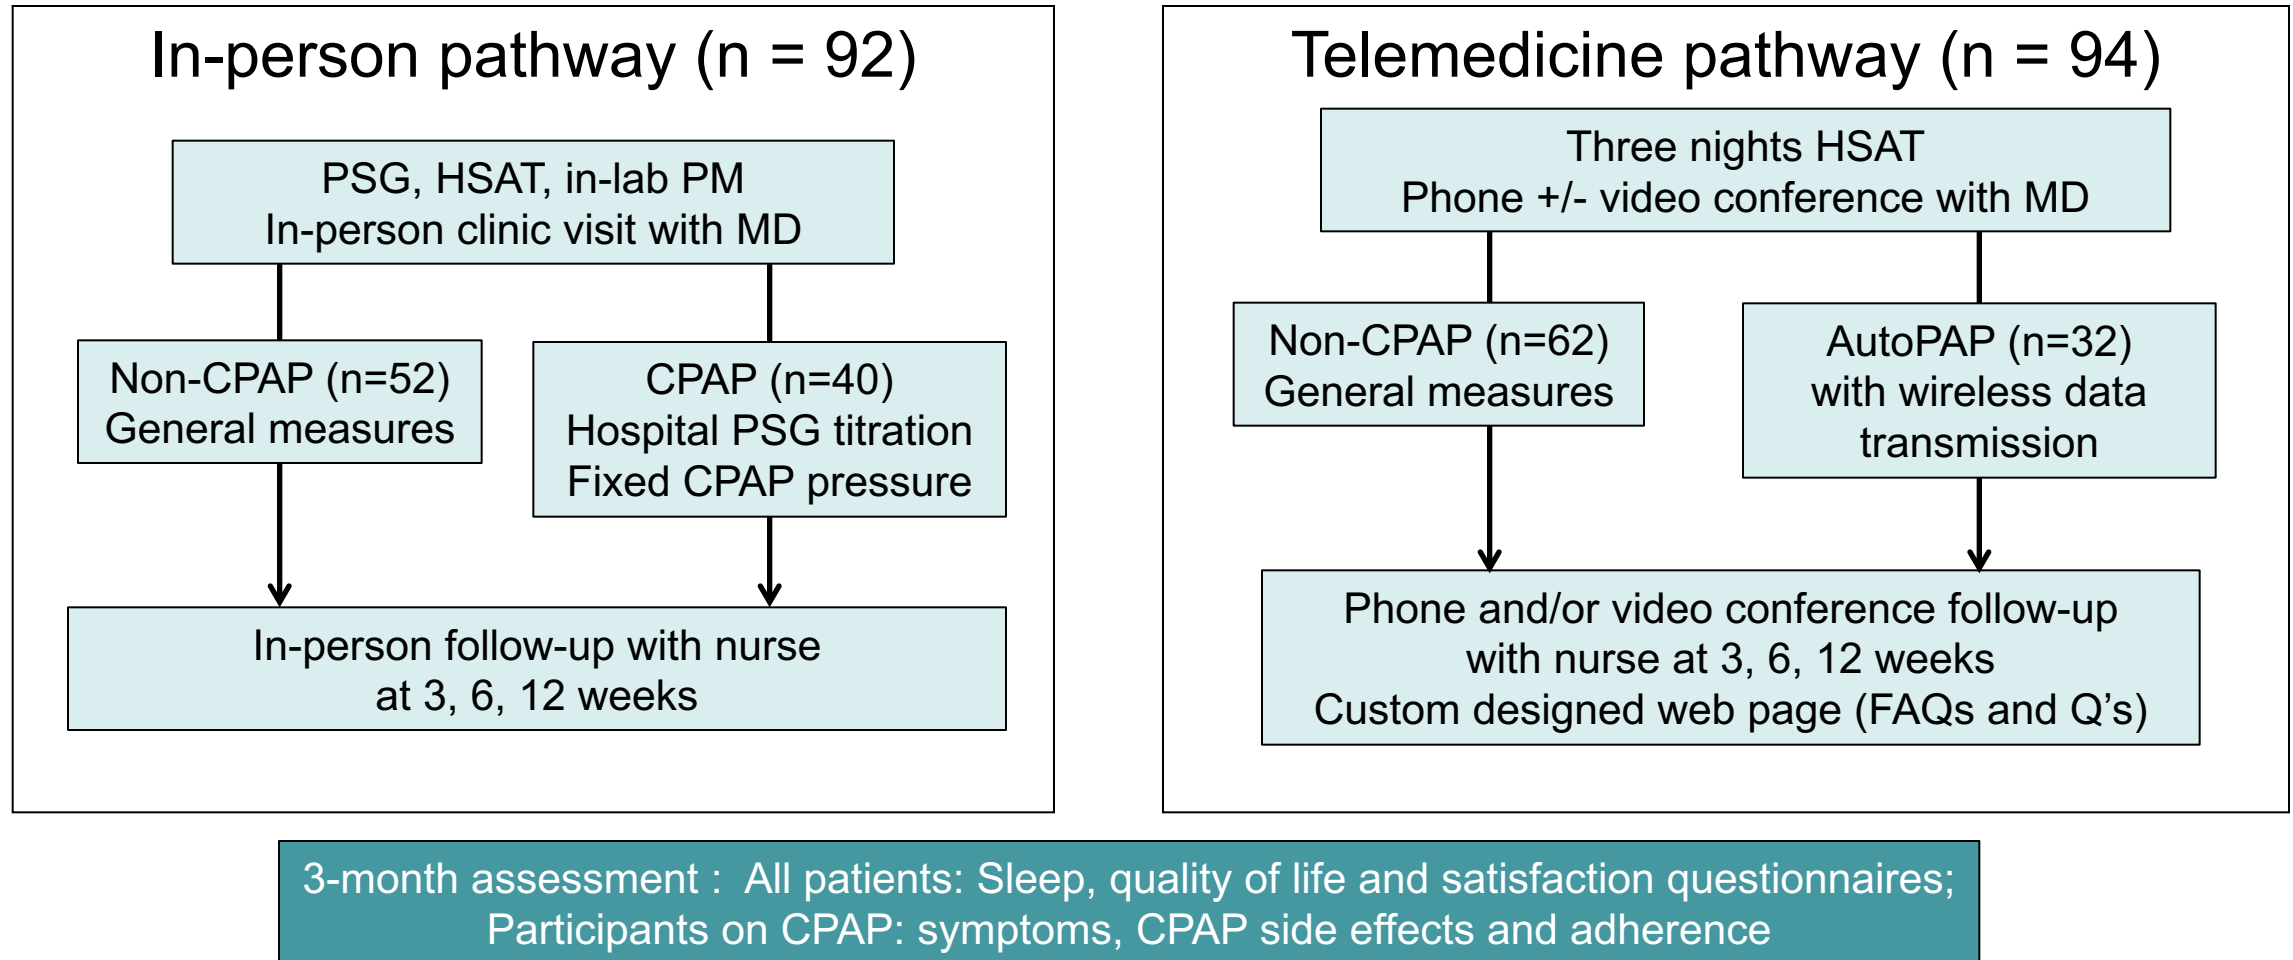 In-person pathway (n = 92)
PSG, HSAT, in-lab PM
In-person clinic visit with MD
Non-CPAP (n=52)
General measures
CPAP (n=40)
Hospital PSG titration
Fixed CPAP pressure
In-person follow-up with nurse
at 3, 6, 12 weeks
Telemedicine pathway (n = 94)
Three nights HSAT
Phone +/- video conference with MD
Non-CPAP (n=62)
General measures
AutoPAP (n=32)
with wireless data
transmission
Phone and/or video conference follow-up
with nurse at 3, 6, 12 weeks
Custom designed web page (FAQs and Q’s)
3-month assessment :  All patients: Sleep, quality of life and satisfaction questionnaires;
Participants on CPAP: symptoms, CPAP side effects and adherence